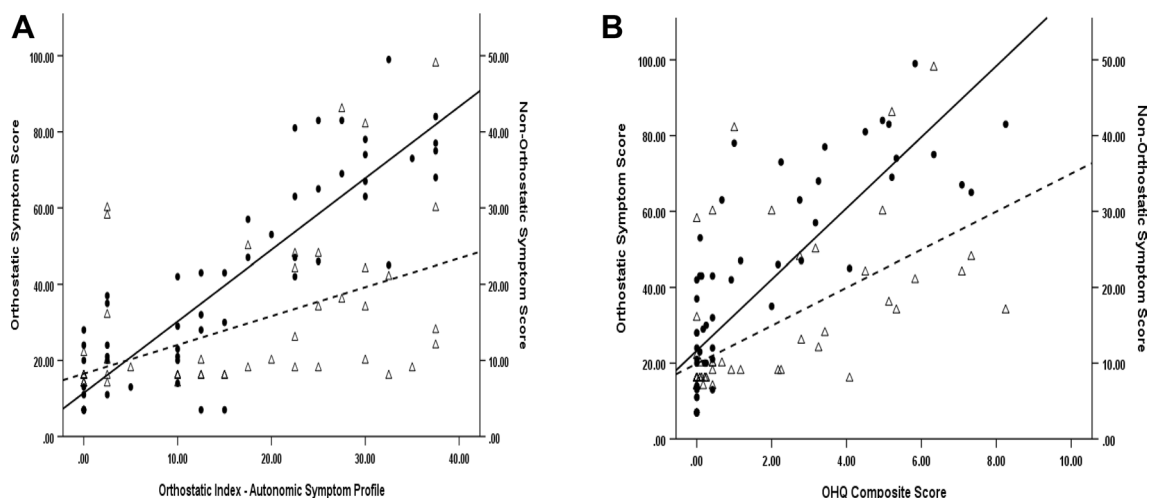 A
B
Orthostatic Symptom Score
100.00
80.00
60.00
40.00
20.00
.00
50.00
40.00
30.00
20.00
10.00
.00
Non-Orthostatic Symptom Score
.00 10.00 20.00 30.00 40.00
Orthostatic Index - Autonomic Symptom Profile
Orthostatic Symptom Score
100.00
80.00
60.00
40.00
20.00
.00
50.00
40.00
30.00
20.00
10.00
.00
Non-Orthostatic Symptom Score
.00 2.00 4.00 6.00 8.00 10.00
OHQ Composite Score